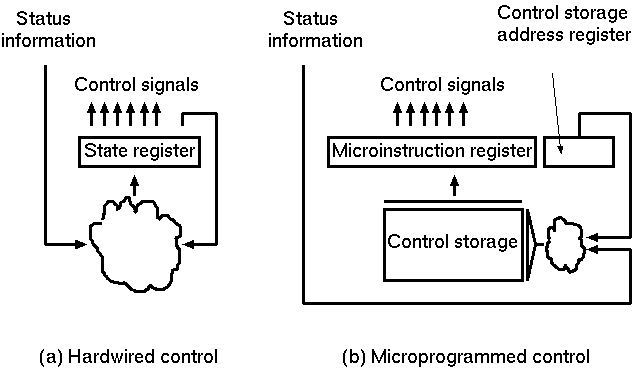 Status
information
Control signals
State register
(a) Hardwired control
Status
information
Control storage
address register
Control signals
Microinstruction register
Control storage
(b) Microprogrammed control